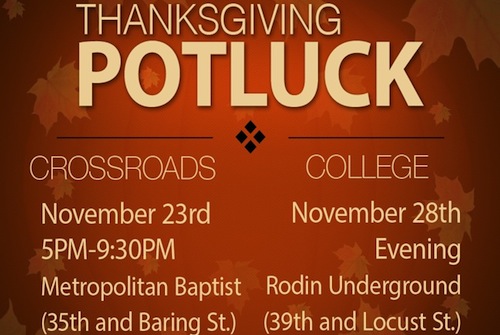 THANKSGIVING
POTLUCK
CROSSROADS
November 23rd
5PM-9:30PM
Metropolitan Baptist
(35th and Baring St.)
COLLEGE
November 28th
Evening
Rodin Underground
(39th and Locust St.)